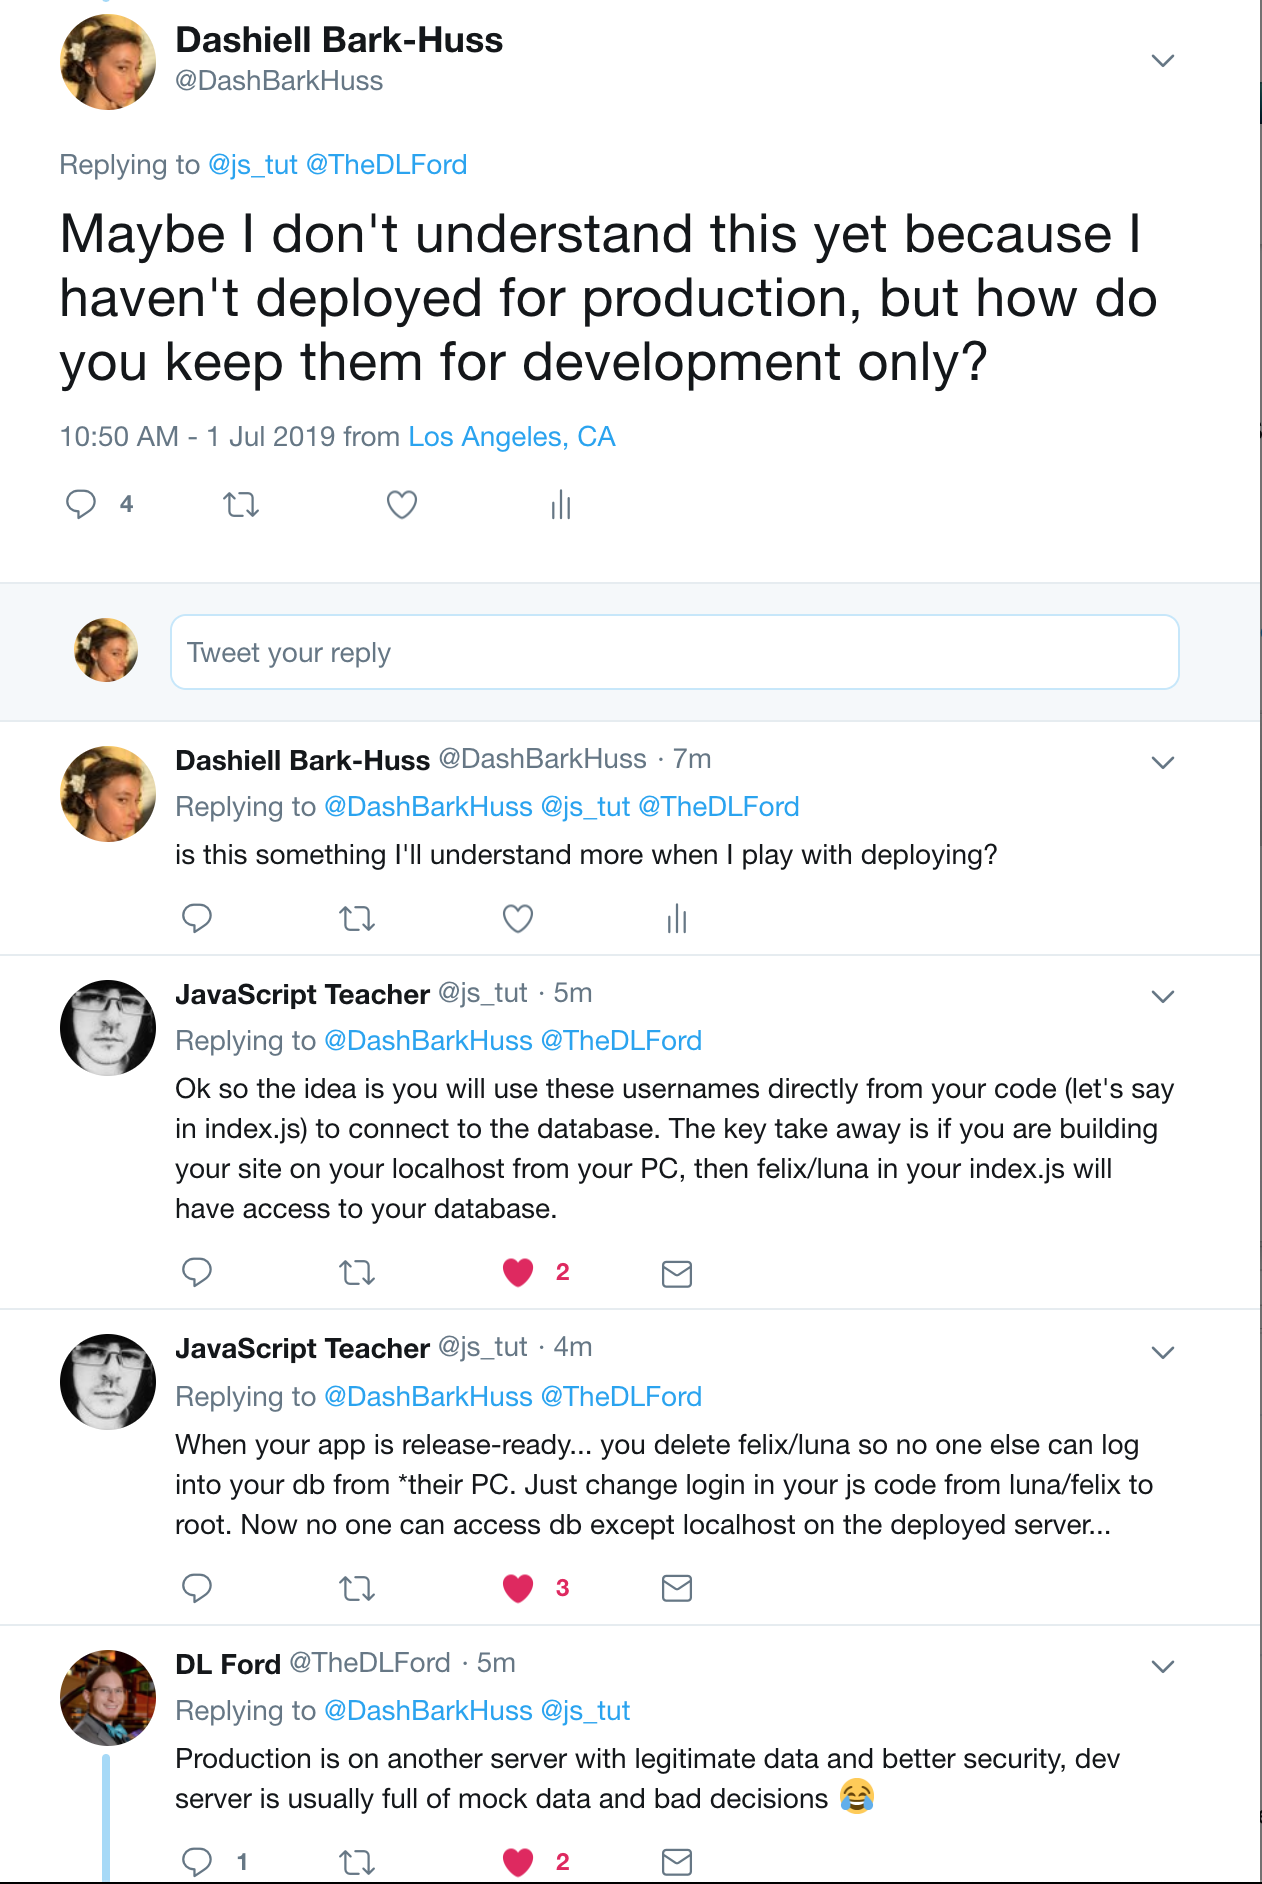 Dashiell Bark-Huss
@DashBarkHuss
Replying to @js_tut @TheDLFord
Maybe I don't understand this yet because I
haven't deployed for production, but how do
you keep them for development only?
10:50 AM - 1 Jul 2019 from Los Angeles, CA
4
Tweet your reply
Dashiell Bark-Huss @DashBarkHuss · 7m
Replying to @DashBarkHuss @js_tut @TheDLFord
is this something I'll understand more when I play with deploying?
JavaScript Teacher @js_tut · 5m
Replying to @DashBarkHuss @TheDLFord
Ok so the idea is you will use these usernames directly from your code (let's say
in index.js) to connect to the database. The key take away is if you are building
your site on your localhost from your PC, then felix/luna in your index.js will
have access to your database.
2
JavaScript Teacher @js_tut · 4m
Replying to @DashBarkHuss @TheDLFord
When your app is release-ready... you delete felix/luna so no one else can log
into your db from *their PC. Just change login in your js code from luna/felix to
root. Now no one can access db except localhost on the deployed server...
3
DL Ford @TheDLFord · 5m
Replying to @DashBarkHuss @js_tut
Production is on another server with legitimate data and better security, dev
server is usually full of mock data and bad decisions 😂
1 2